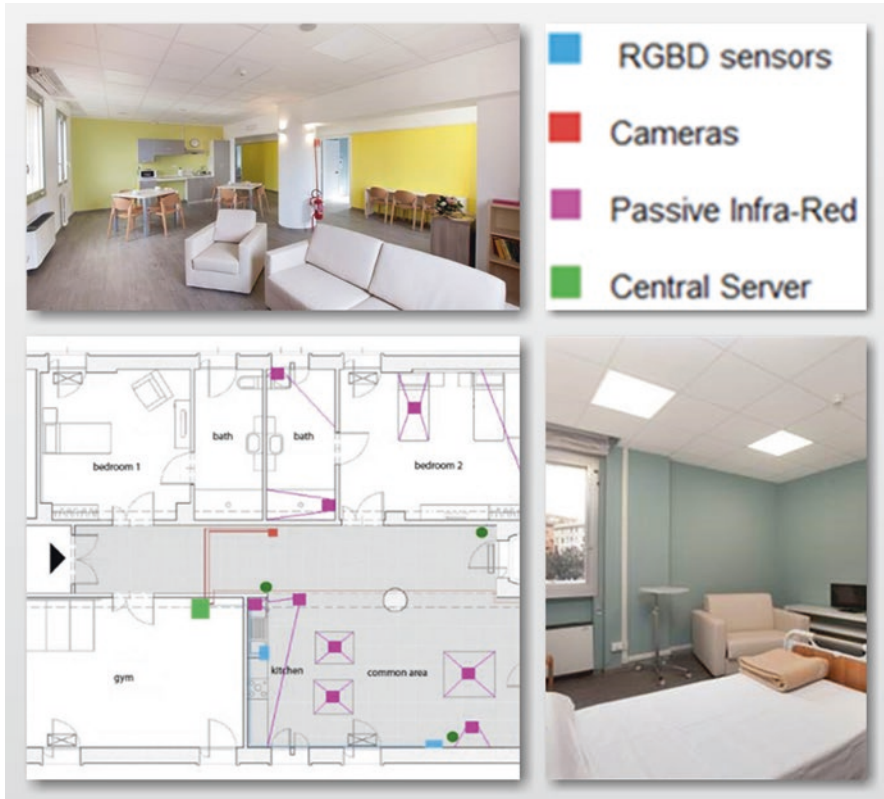 RGBD sensors
Cameras
Passive Infra-Red
Central Server
bedroom 1
bath
bath
bedroom 2
gym
kitchen
common area